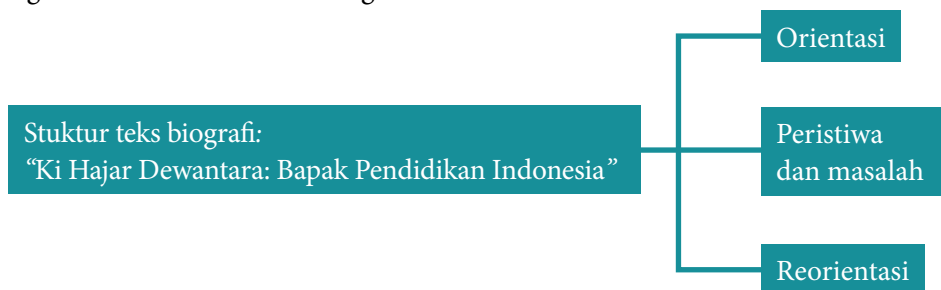 Stuktur teks biografi:
“Ki Hajar Dewantara: Bapak Pendidikan Indonesia”
Orientasi
Peristiwa
dan masalah
Reorientasi